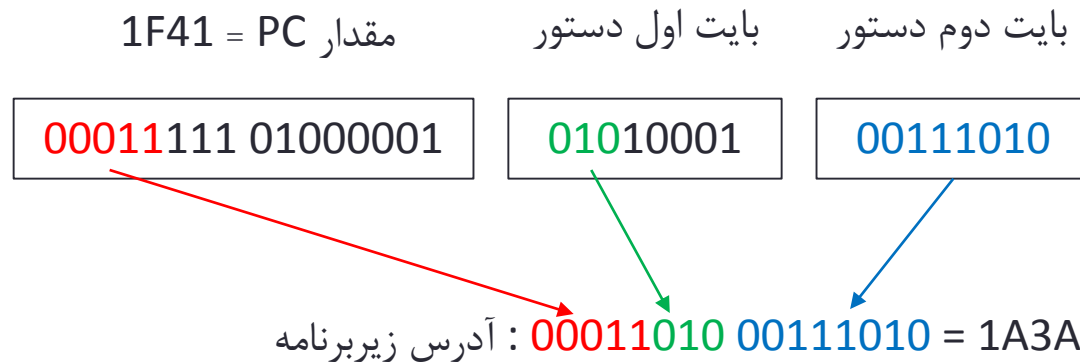 مقدار PC = 1F41
بایت اول دستور
بایت دوم دستور
00011111 01000001
01010001
00111010
آدرس زیربرنامه : 00011010 00111010 = 1A3A